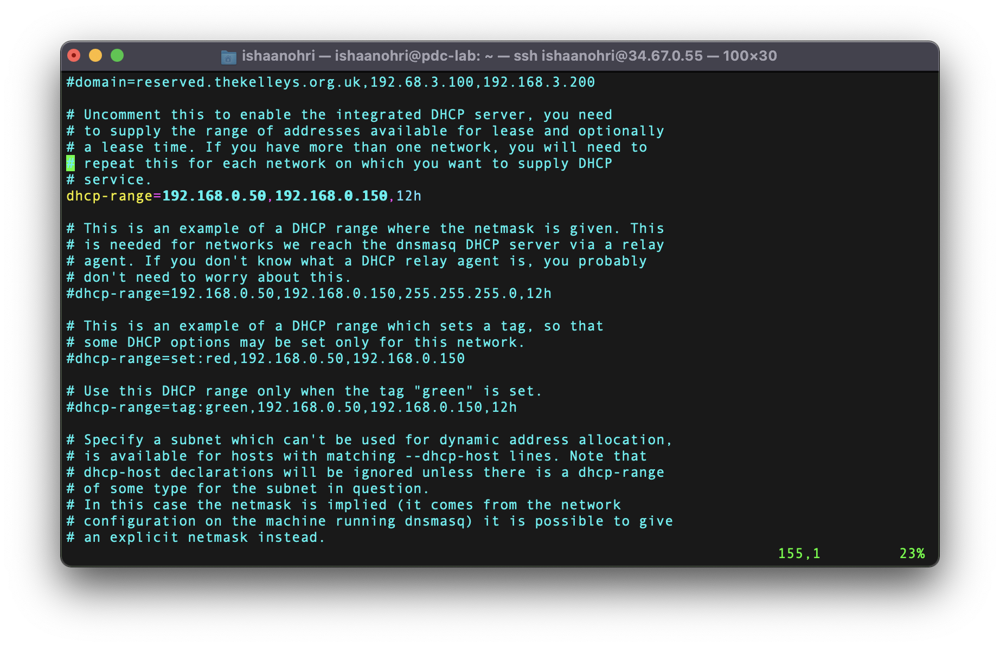 ishaanohri — ishaanohri@pdc-lab: ~ — ssh ishaanohri@34.67.0.55 — 100×30
#domain=reserved.thekelleys.org.uk,192.68.3.100,192.168.3.200
# Uncomment this to enable the integrated DHCP server, you need
# to supply the range of addresses available for lease and optionally
# a lease time. If you have more than one network, you will need to
# repeat this for each network on which you want to supply DHCP
# service.
dhcp-range=192.168.0.50,192.168.0.150,12h
# This is an example of a DHCP range where the netmask is given. This
# is needed for networks we reach the dnsmasq DHCP server via a relay
# agent. If you don't know what a DHCP relay agent is, you probably
# don't need to worry about this.
#dhcp-range=192.168.0.50,192.168.0.150,255.255.255.0,12h
# This is an example of a DHCP range which sets a tag, so that
# some DHCP options may be set only for this network.
#dhcp-range=set:red,192.168.0.50,192.168.0.150
# Use this DHCP range only when the tag "green" is set.
#dhcp-range=tag:green,192.168.0.50,192.168.0.150,12h
# Specify a subnet which can't be used for dynamic address allocation,
# is available for hosts with matching --dhcp-host lines. Note that
# dhcp-host declarations will be ignored unless there is a dhcp-range
# of some type for the subnet in question.
# In this case the netmask is implied (it comes from the network
# configuration on the machine running dnsmasq) it is possible to give
# an explicit netmask instead.
155,1 23%